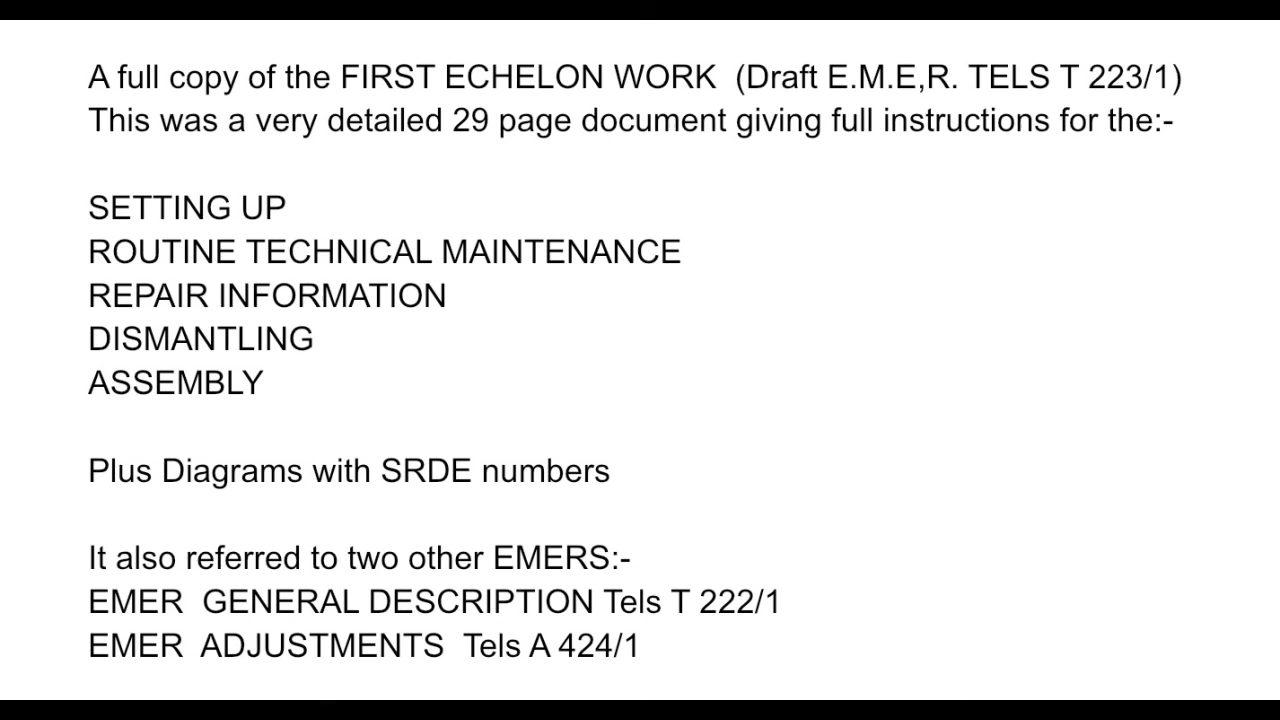 A full copy of the FIRST ECHELON WORK  (Draft E.M.E,R. TELS T 223/1)
This was a very detailed 29 page document giving full instructions for the:-
SETTING UP
ROUTINE TECHNICAL MAINTENANCE
REPAIR INFORMATION
DISMANTLING
ASSEMBLY
Plus Diagrams with SRDE numbers
It also referred to two other EMERS:-
EMER  GENERAL DESCRIPTION Tels T 222/1
EMER  ADJUSTMENTS  Tels A 424/1